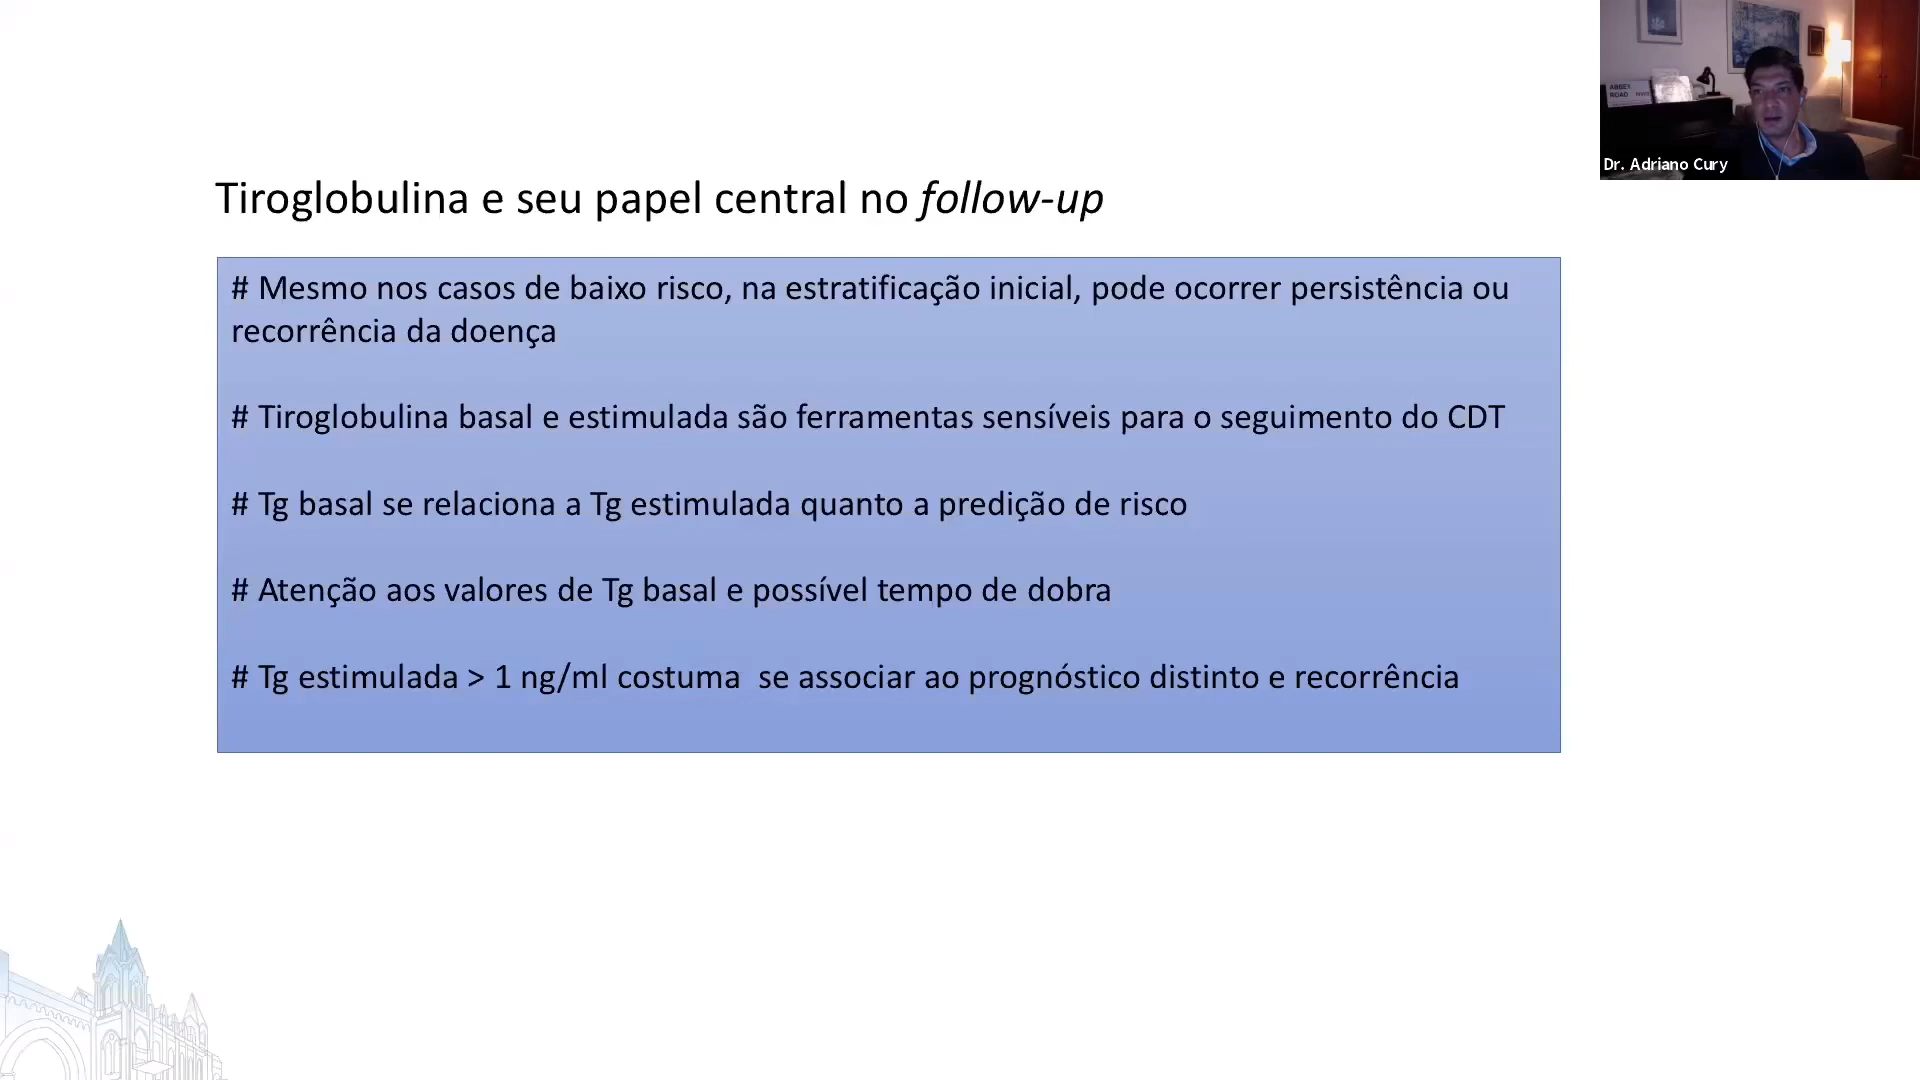 Tiroglobulina e seu papel central no follow-up
# Mesmo nos casos de baixo risco, na estratificação inicial, pode ocorrer persistência ou
recorrência da doença
# Tiroglobulina basal e estimulada são ferramentas sensíveis para o seguimento do CDT
# Tg basal se relaciona a Tg estimulada quanto a predição de risco
# Atenção aos valores de Tg basal e possível tempo de dobra
# Tg estimulada > 1 ng/ml costuma  se associar ao prognóstico distinto e recorrência
ABBEY
ROAD
Dr. Adriano Cury